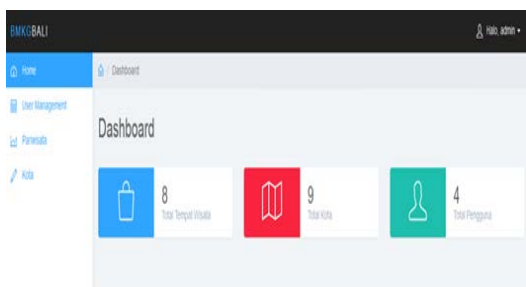 BMKGBALI
Halo, admin
Home
/ Dashboard
User Management
Pariwisata
Kota
Dashboard
8
Total Tempat Wisata
9
Total Kota
4
Total Pengguna